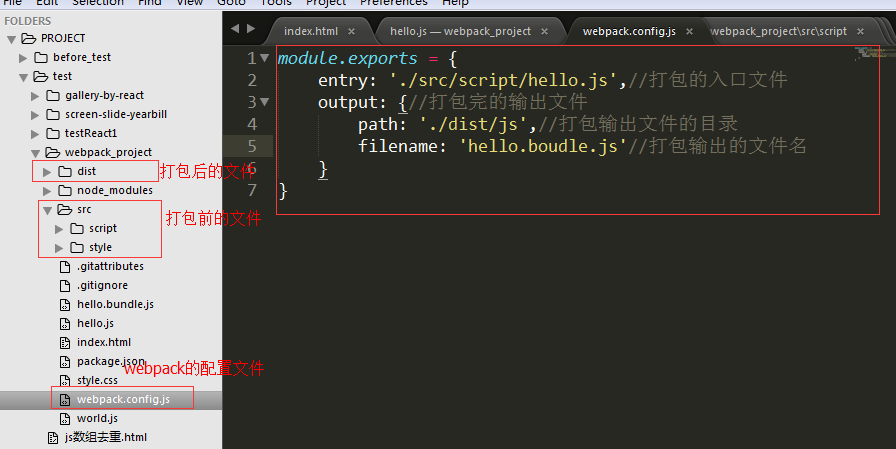 File Edit Selection Find View Goto Tools Project Preferences Help
FOLDERS
PROJECT
before_test
test
gallery-by-react
screen-slide-yearbill
testReact1
webpack_project
dist
打包后的文件
node_modules
src
打包前的文件
script
style
.gitattributes
.gitignore
hello.bundle.js
hello.js
index.html
package.json
webpack的配置文件
style.css
webpack.config.js
world.js
js数组去重.html
index.html ×
hello.js — webpack_project ×
webpack.config.js ×
webpack_project\src\script ×
1 module.exports = {
2 entry: './src/script/hello.js',//打包的入口文件
3 output: {//打包完的输出文件
4 path: './dist/js',//打包输出文件的目录
5 filename: 'hello.boudle.js'//打包输出的文件名
6 }
7 }